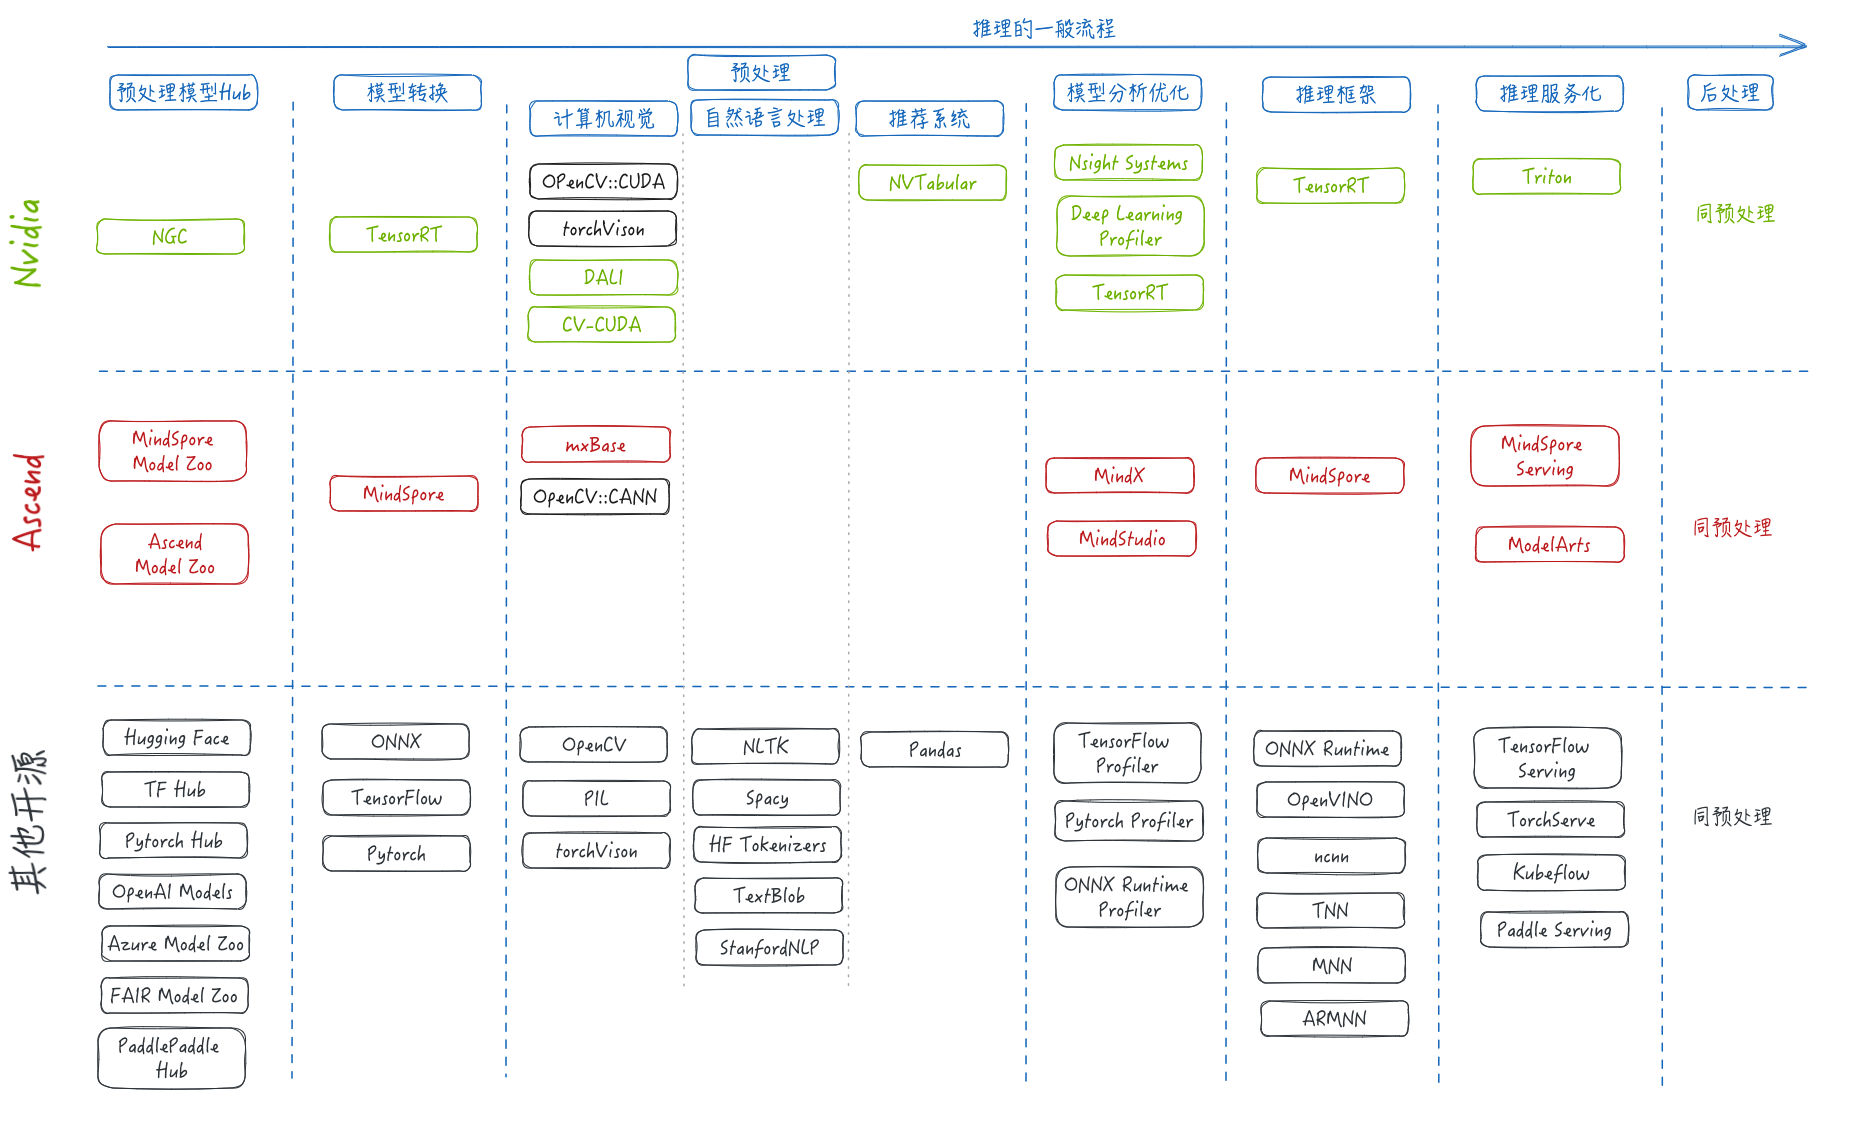 推理的一般流程
预处理模型Hub
模型转换
预处理
计算机视觉
自然语言处理
推荐系统
模型分析优化
推理框架
推理服务化
后处理
Nvidia
NGC
TensorRT
OPenCV::CUDA
torchVison
DALI
CV-CUDA
NVTabular
Nsight Systems
Deep Learning
Profiler
TensorRT
TensorRT
Triton
同预处理
Ascend
MindSpore
Model Zoo
Ascend
Model Zoo
MindSpore
mxBase
OpenCV::CANN
MindX
MindStudio
MindSpore
MindSpore
Serving
ModelArts
同预处理
其他开源
Hugging Face
TF Hub
Pytorch Hub
OpenAI Models
Azure Model Zoo
FAIR Model Zoo
PaddlePaddle
Hub
ONNX
TensorFlow
Pytorch
OpenCV
PIL
torchVison
NLTK
Spacy
HF Tokenizers
TextBlob
StanfordNLP
Pandas
TensorFlow
Profiler
Pytorch Profiler
ONNX Runtime
Profiler
ONNX Runtime
OpenVINO
ncnn
TNN
MNN
ARMNN
TensorFlow
Serving
TorchServe
Kubeflow
Paddle Serving
同预处理